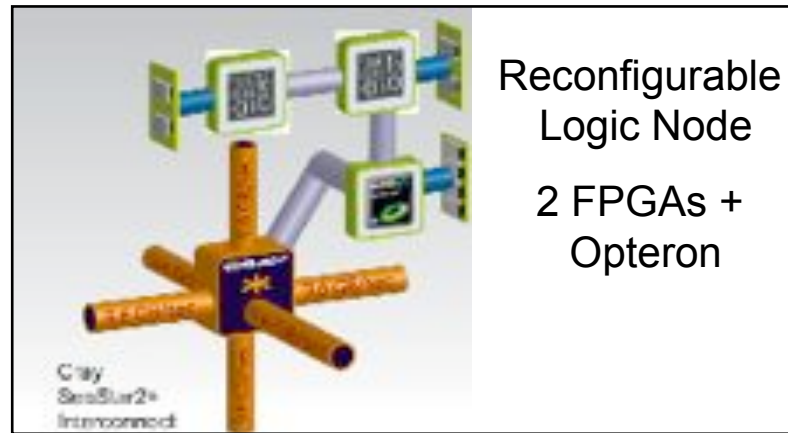 Reconfigurable
Logic Node
2 FPGAs +
Opteron
Cray
SeaStar2+
Interconnect